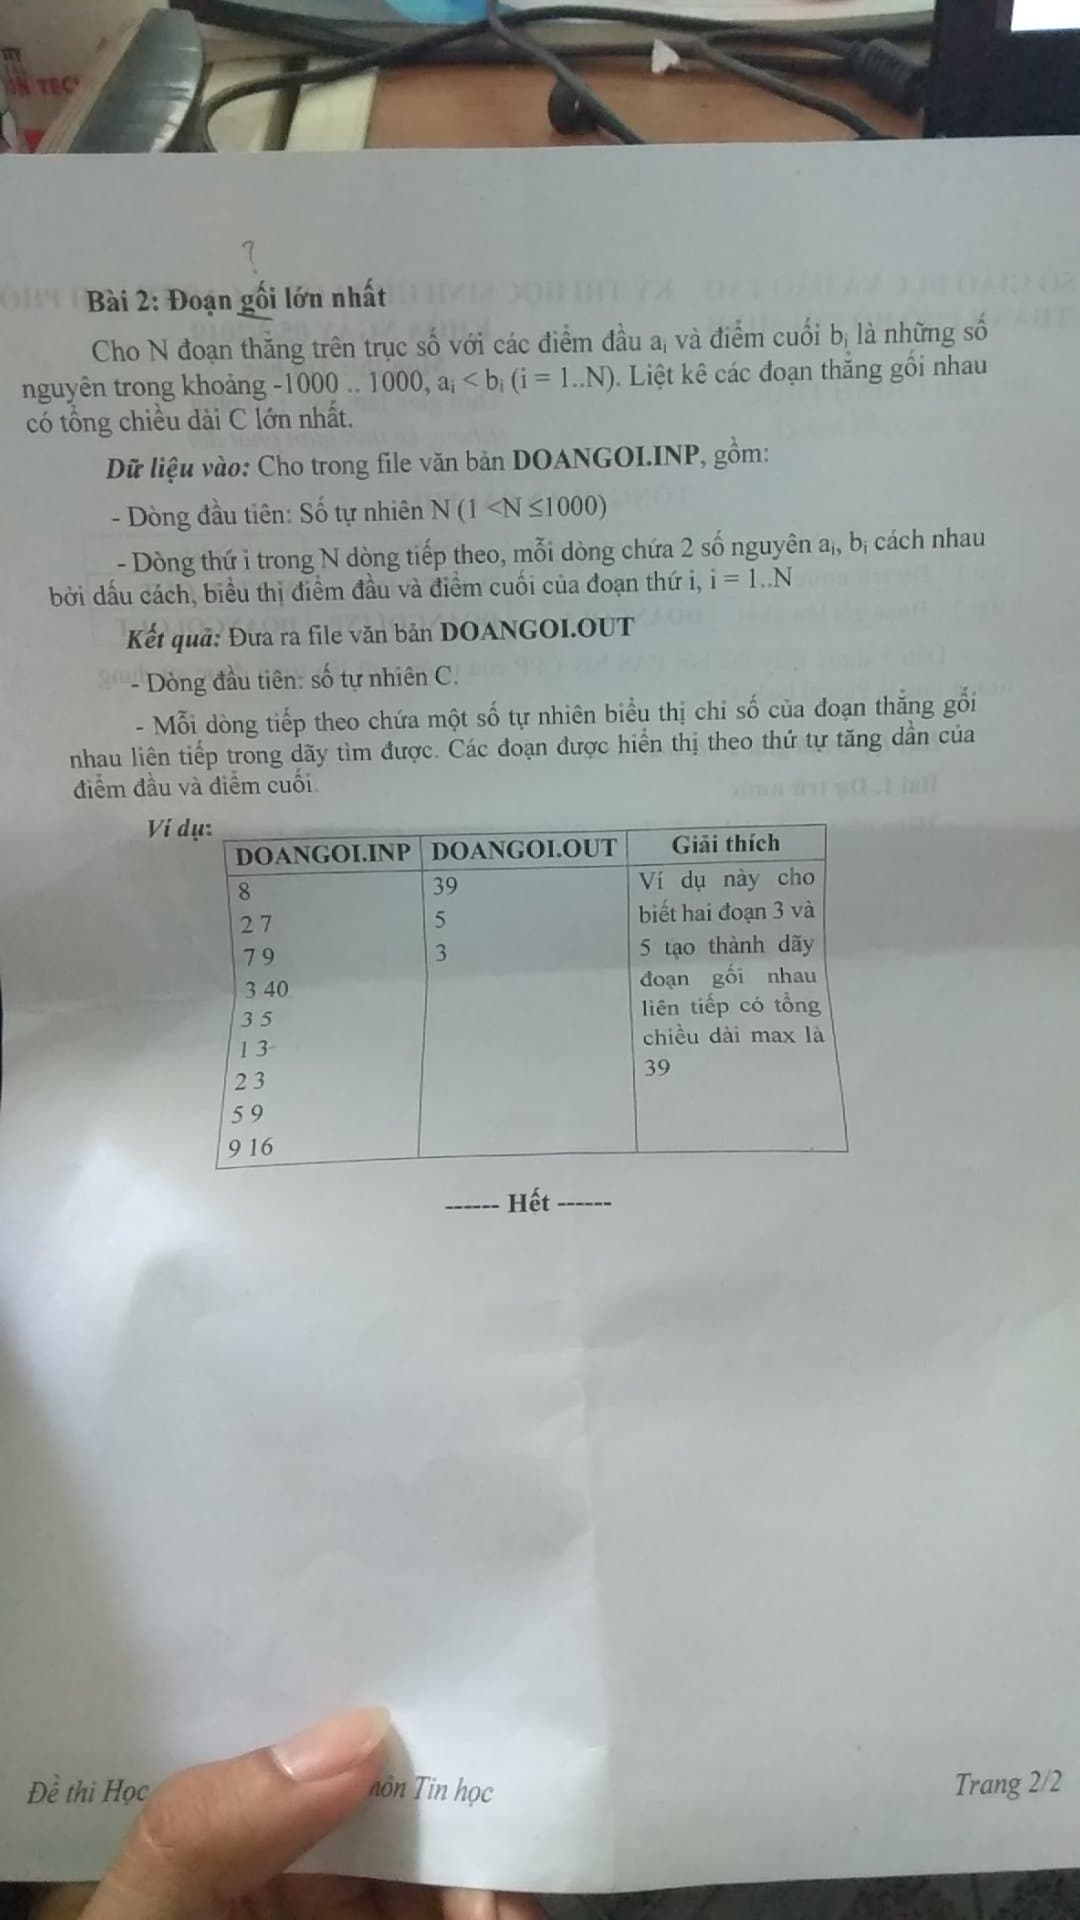 ON TEC
?
Bài 2: Đoạn gối lớn nhất
Cho N đoạn thẳng trên trục số với các điểm đầu aᵢ và điểm cuối bᵢ là những số
nguyên trong khoảng -1000 .. 1000, aᵢ < bᵢ (i = 1..N). Liệt kê các đoạn thẳng gối nhau
có tổng chiều dài C lớn nhất.
Dữ liệu vào: Cho trong file văn bản DOANGOI.INP, gồm:
- Dòng đầu tiên: Số tự nhiên N (1 <N ≤1000)
- Dòng thứ i trong N dòng tiếp theo, mỗi dòng chứa 2 số nguyên aᵢ, bᵢ cách nhau
bởi dấu cách, biểu thị điểm đầu và điểm cuối của đoạn thứ i, i = 1..N
Kết quả: Đưa ra file văn bản DOANGOI.OUT
- Dòng đầu tiên: số tự nhiên C.
- Mỗi dòng tiếp theo chứa một số tự nhiên biểu thị chỉ số của đoạn thẳng gối
nhau liên tiếp trong dãy tìm được. Các đoạn được hiển thị theo thứ tự tăng dần của
điểm đầu và điểm cuối.
Ví dụ:
DOANGOI.INP DOANGOI.OUT Giải thích
8 39 Ví dụ này cho
2 7 5 biết hai đoạn 3 và
7 9 3 5 tạo thành dãy
3 40 đoạn gối nhau
3 5 liên tiếp có tổng
1 3 chiều dài max là
2 3 39
5 9
9 16
------ Hết ------
Đề thi Học môn Tin học Trang 2/2